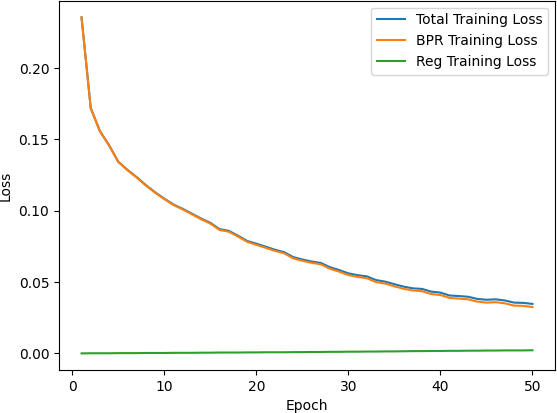 Total Training Loss
BPR Training Loss
Reg Training Loss
Loss
0.20
0.15
0.10
0.05
0.00
0 10 20 30 40 50
Epoch